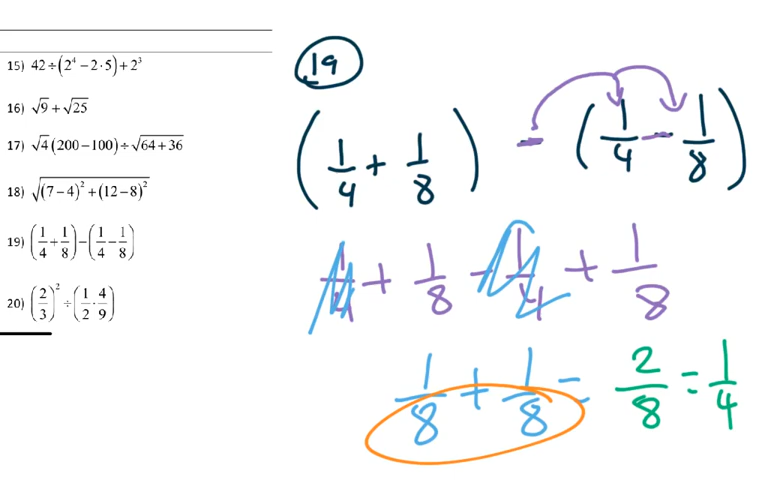 15) 42 ÷ (2⁴ − 2·5) + 2³
16) √9 + √25
17) √4 (200 − 100) ÷ √(64 + 36)
18) √((7 − 4)² + (12 − 8)²)
19) (1/4 + 1/8) − (1/4 − 1/8)
20) (2/3)² ÷ (1/2 · 4/9)
19
(1/4 + 1/8) − (1/4 − 1/8)
1/4 + 1/8 − 1/4 + 1/8
1/8 + 1/8 = 2/8 = 1/4